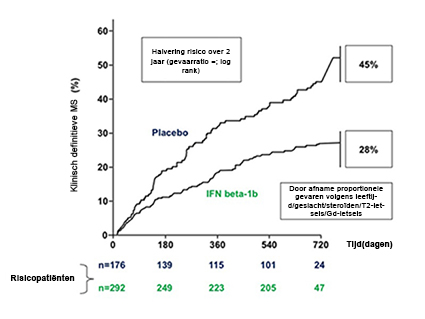 60
50
40
30
20
10
0
Klinisch definitieve MS (%)
Halvering risico over 2
jaar (gevaarratio =; log
rank)
45%
Placebo
28%
IFN beta-1b
Door afname proportionele
gevaren volgens leeftij-
d/geslacht/steroïden/T2-let-
sels/Gd-letsels
0 180 360 540 720 Tijd(dagen)
Risicopatiënten
n=176 139 115 101 24
n=292 249 223 205 47